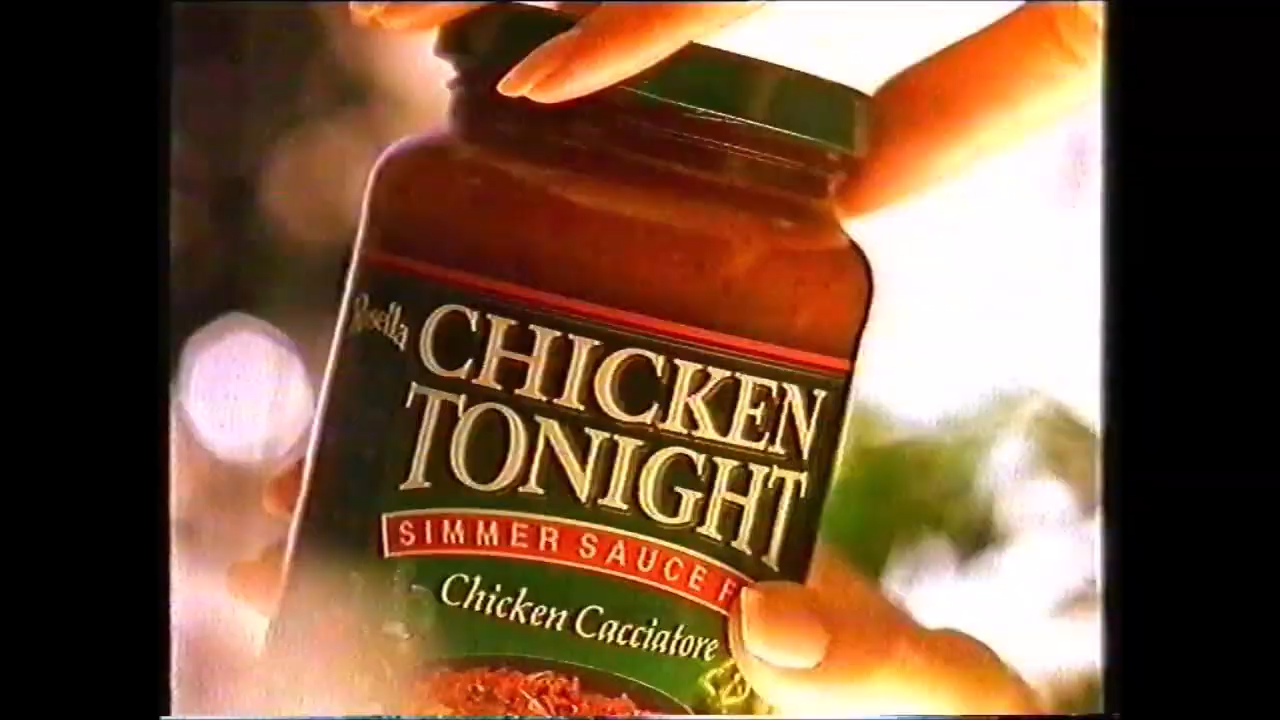 Rosella
CHICKEN
TONIGHT
SIMMER SAUCE F
Chicken Cacciatore